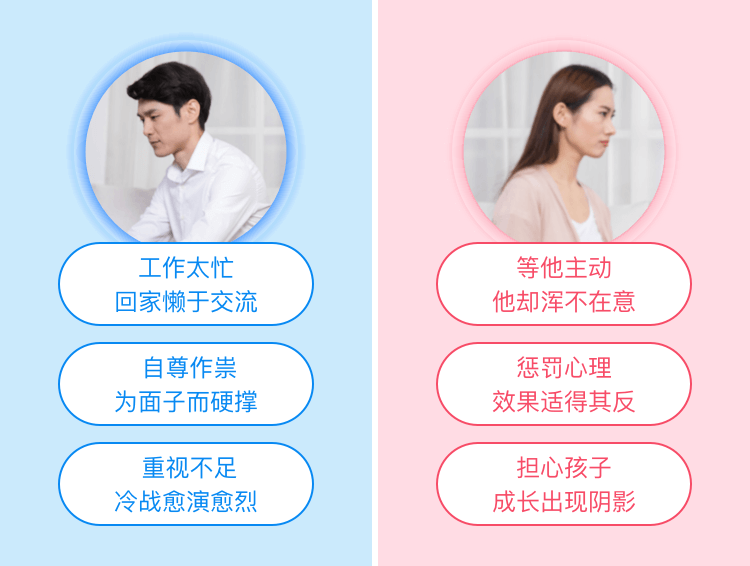 工作太忙
回家懒于交流
自尊作祟
为面子而硬撑
重视不足
冷战愈演愈烈
等他主动
他却浑不在意
惩罚心理
效果适得其反
担心孩子
成长出现阴影